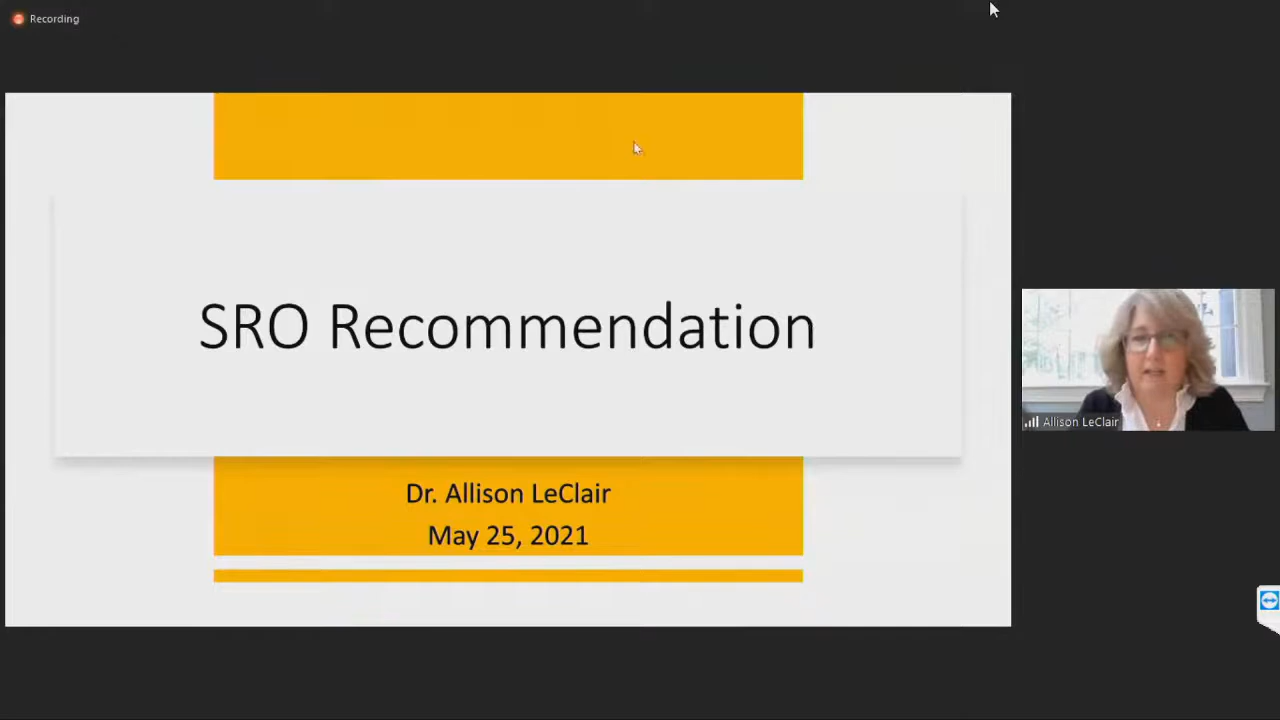 Recording
SRO Recommendation
Dr. Allison LeClair
May 25, 2021
Allison LeClair